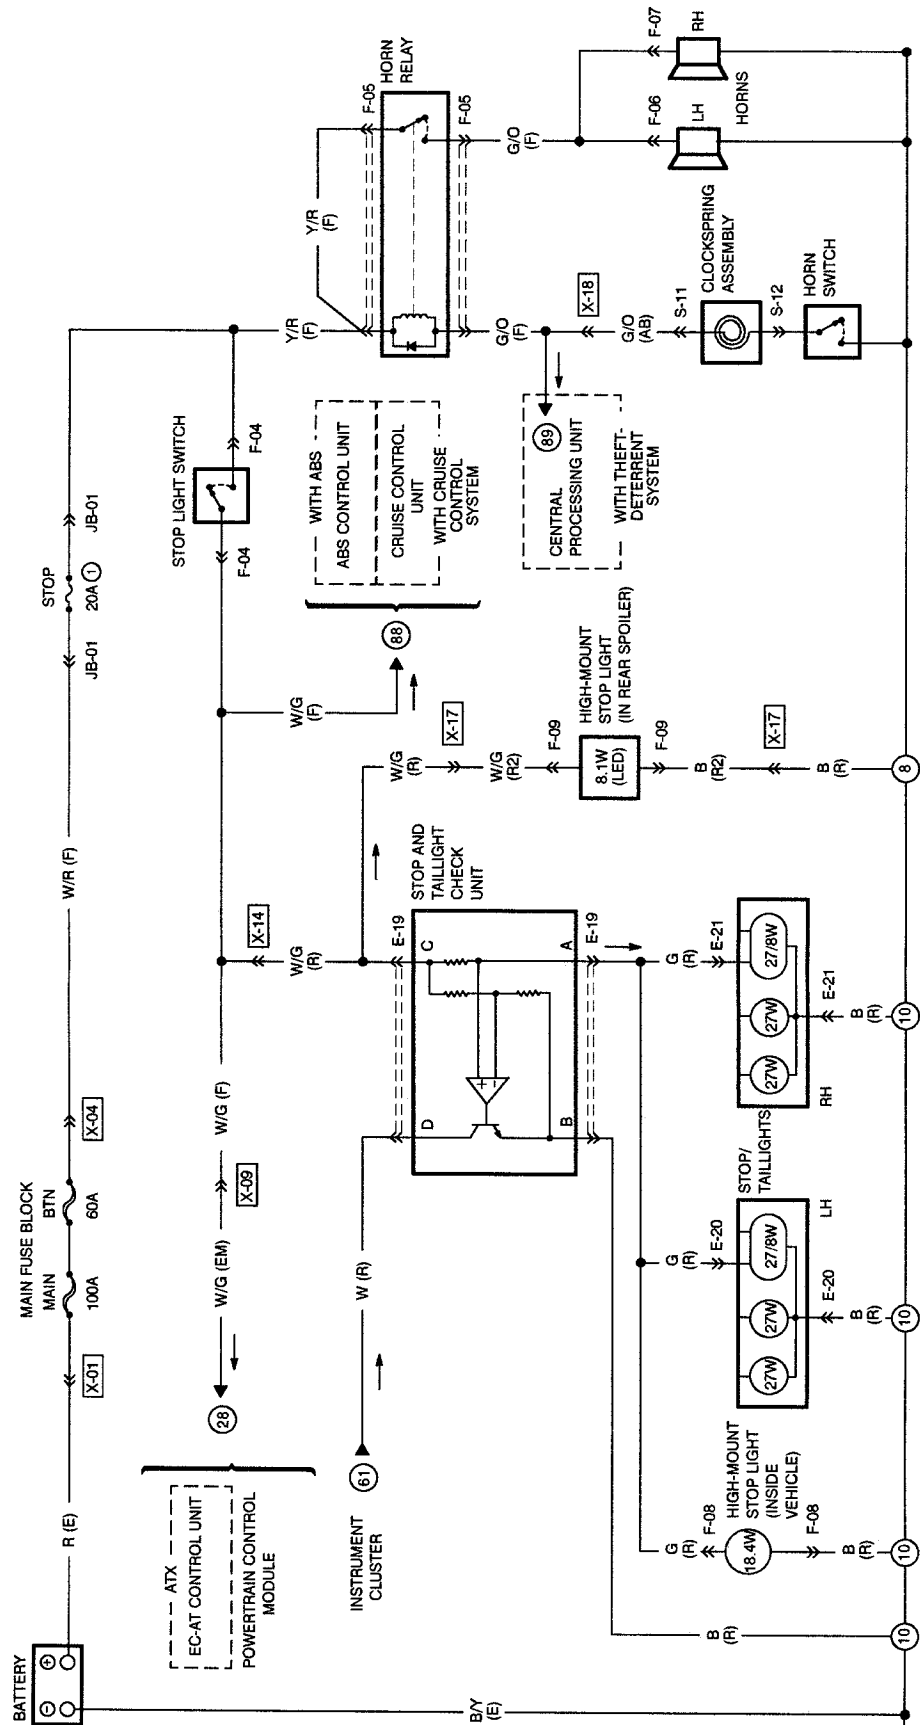 BATTERY
R (E)
X-01
MAIN FUSE BLOCK
MAIN
100A
BTN
60A
X-04
W/R (F)
JB-01
STOP
20A 1
JB-01
ATX
EC-AT CONTROL UNIT
POWERTRAIN CONTROL
MODULE
28
W/G (EM)
X-09
W/G (F)
X-14
W/G
(R)
W/G
(F)
88
STOP LIGHT SWITCH
F-04
F-04
WITH ABS
ABS CONTROL UNIT
CRUISE CONTROL
UNIT
WITH CRUISE
CONTROL
SYSTEM
Y/R
(F)
Y/R
(F)
F-05
HORN
RELAY
F-05
G/O
(F)
G/O
(F)
89
CENTRAL
PROCESSING UNIT
WITH THEFT-
DETERRENT
SYSTEM
X-18
G/O
(AB)
S-11
CLOCKSPRING
ASSEMBLY
S-12
HORN
SWITCH
F-06
LH
F-07
RH
HORNS
INSTRUMENT
CLUSTER
61
W (R)
STOP AND
TAILLIGHT
CHECK
UNIT
E-19
C
D
A
B
E-19
W/G
(R)
X-17
W/G
(R2)
F-09
HIGH-MOUNT
STOP LIGHT
(IN REAR SPOILER)
8.1W
(LED)
F-09
B
(R2)
X-17
B
(R)
8
B/Y
(E)
B
(R)
10
G
(R)
F-08
18.4W
HIGH-MOUNT
STOP LIGHT
(INSIDE
VEHICLE)
F-08
B
(R)
10
G
(R)
E-20
27W
27W
27/8W
LH
E-20
B
(R)
10
STOP/
TAILLIGHTS
G
(R)
E-21
27W
27W
27/8W
RH
E-21
B
(R)
10